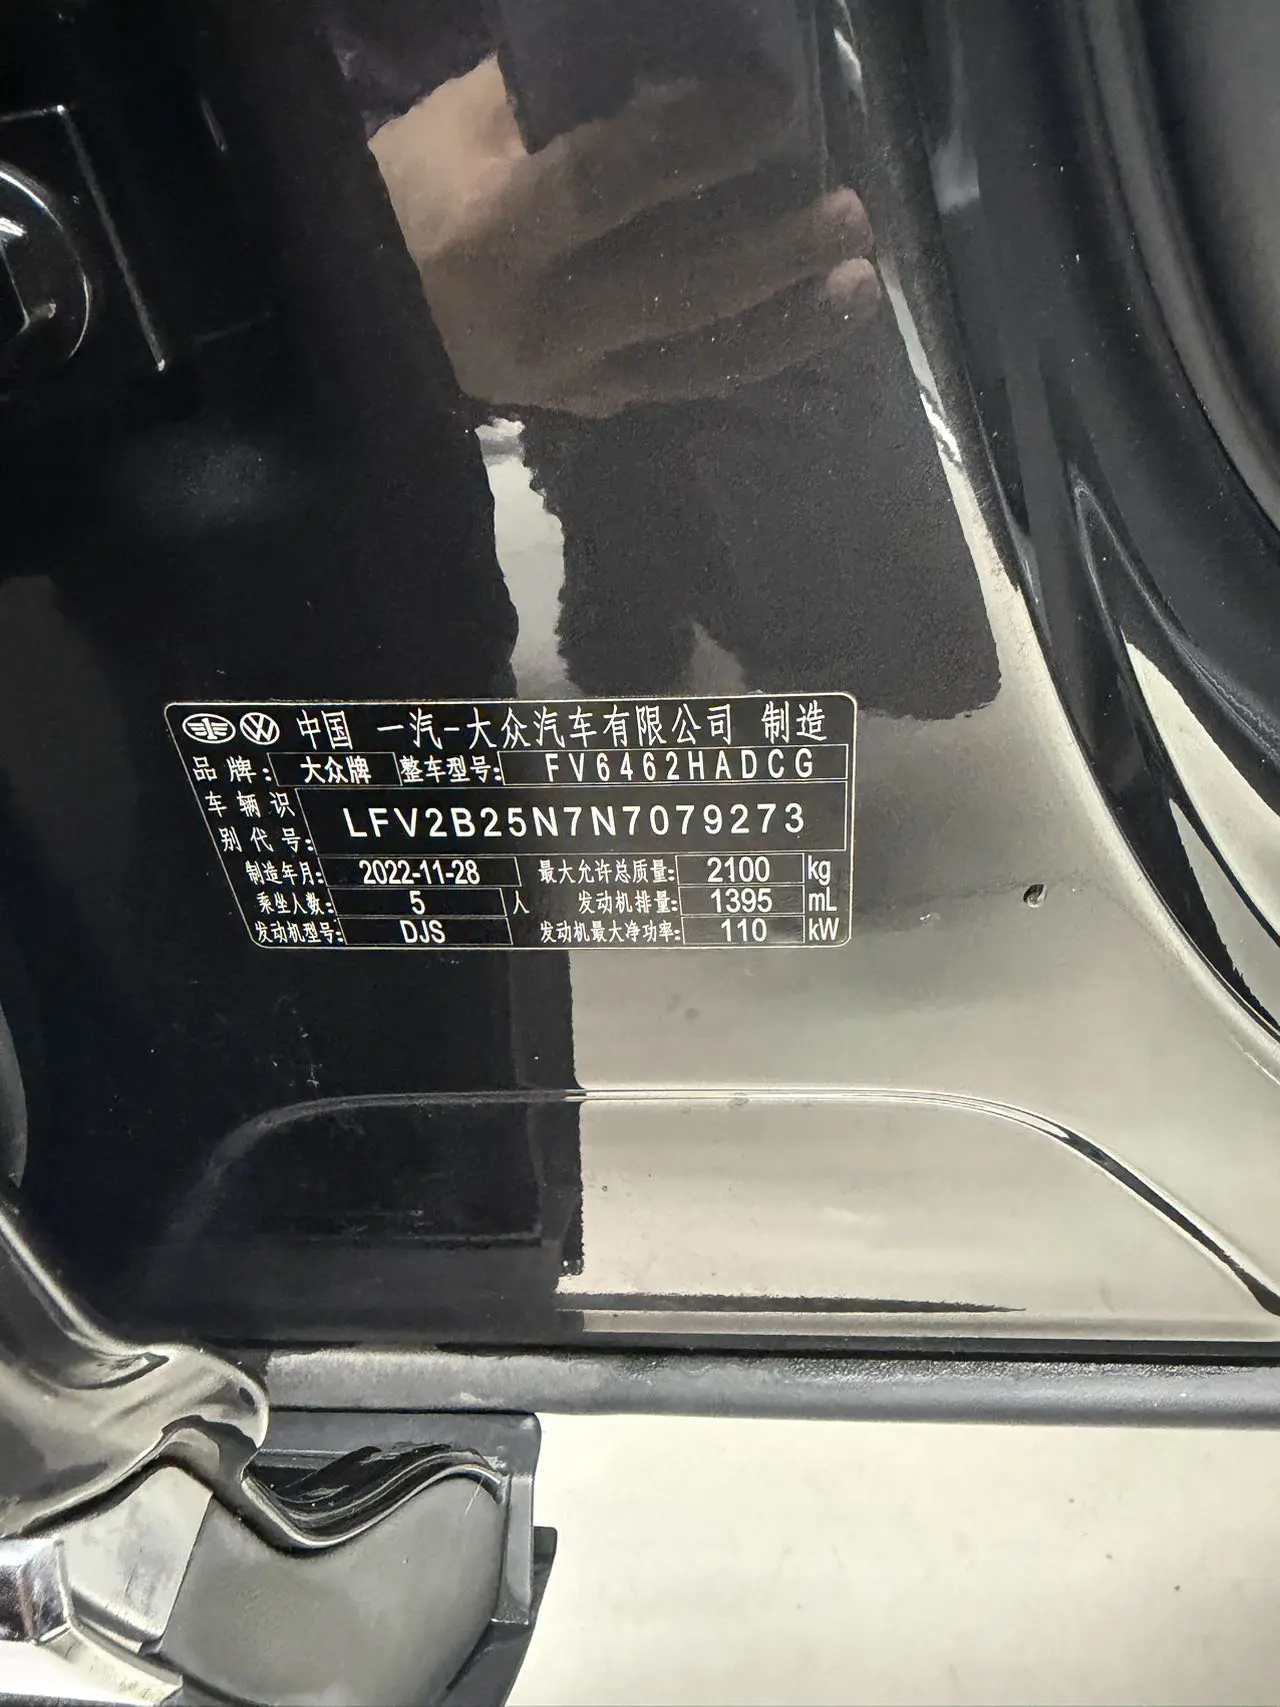 中国 一汽-大众汽车有限公司 制造
品牌: 大众牌 整车型号: FV6462HADCG
车辆识
别代号: LFV2B25N7N7079273
制造年月: 2022-11-28 最大允许总质量: 2100 kg
乘坐人数: 5 人 发动机排量: 1395 mL
发动机型号: DJS 发动机最大净功率: 110 kW